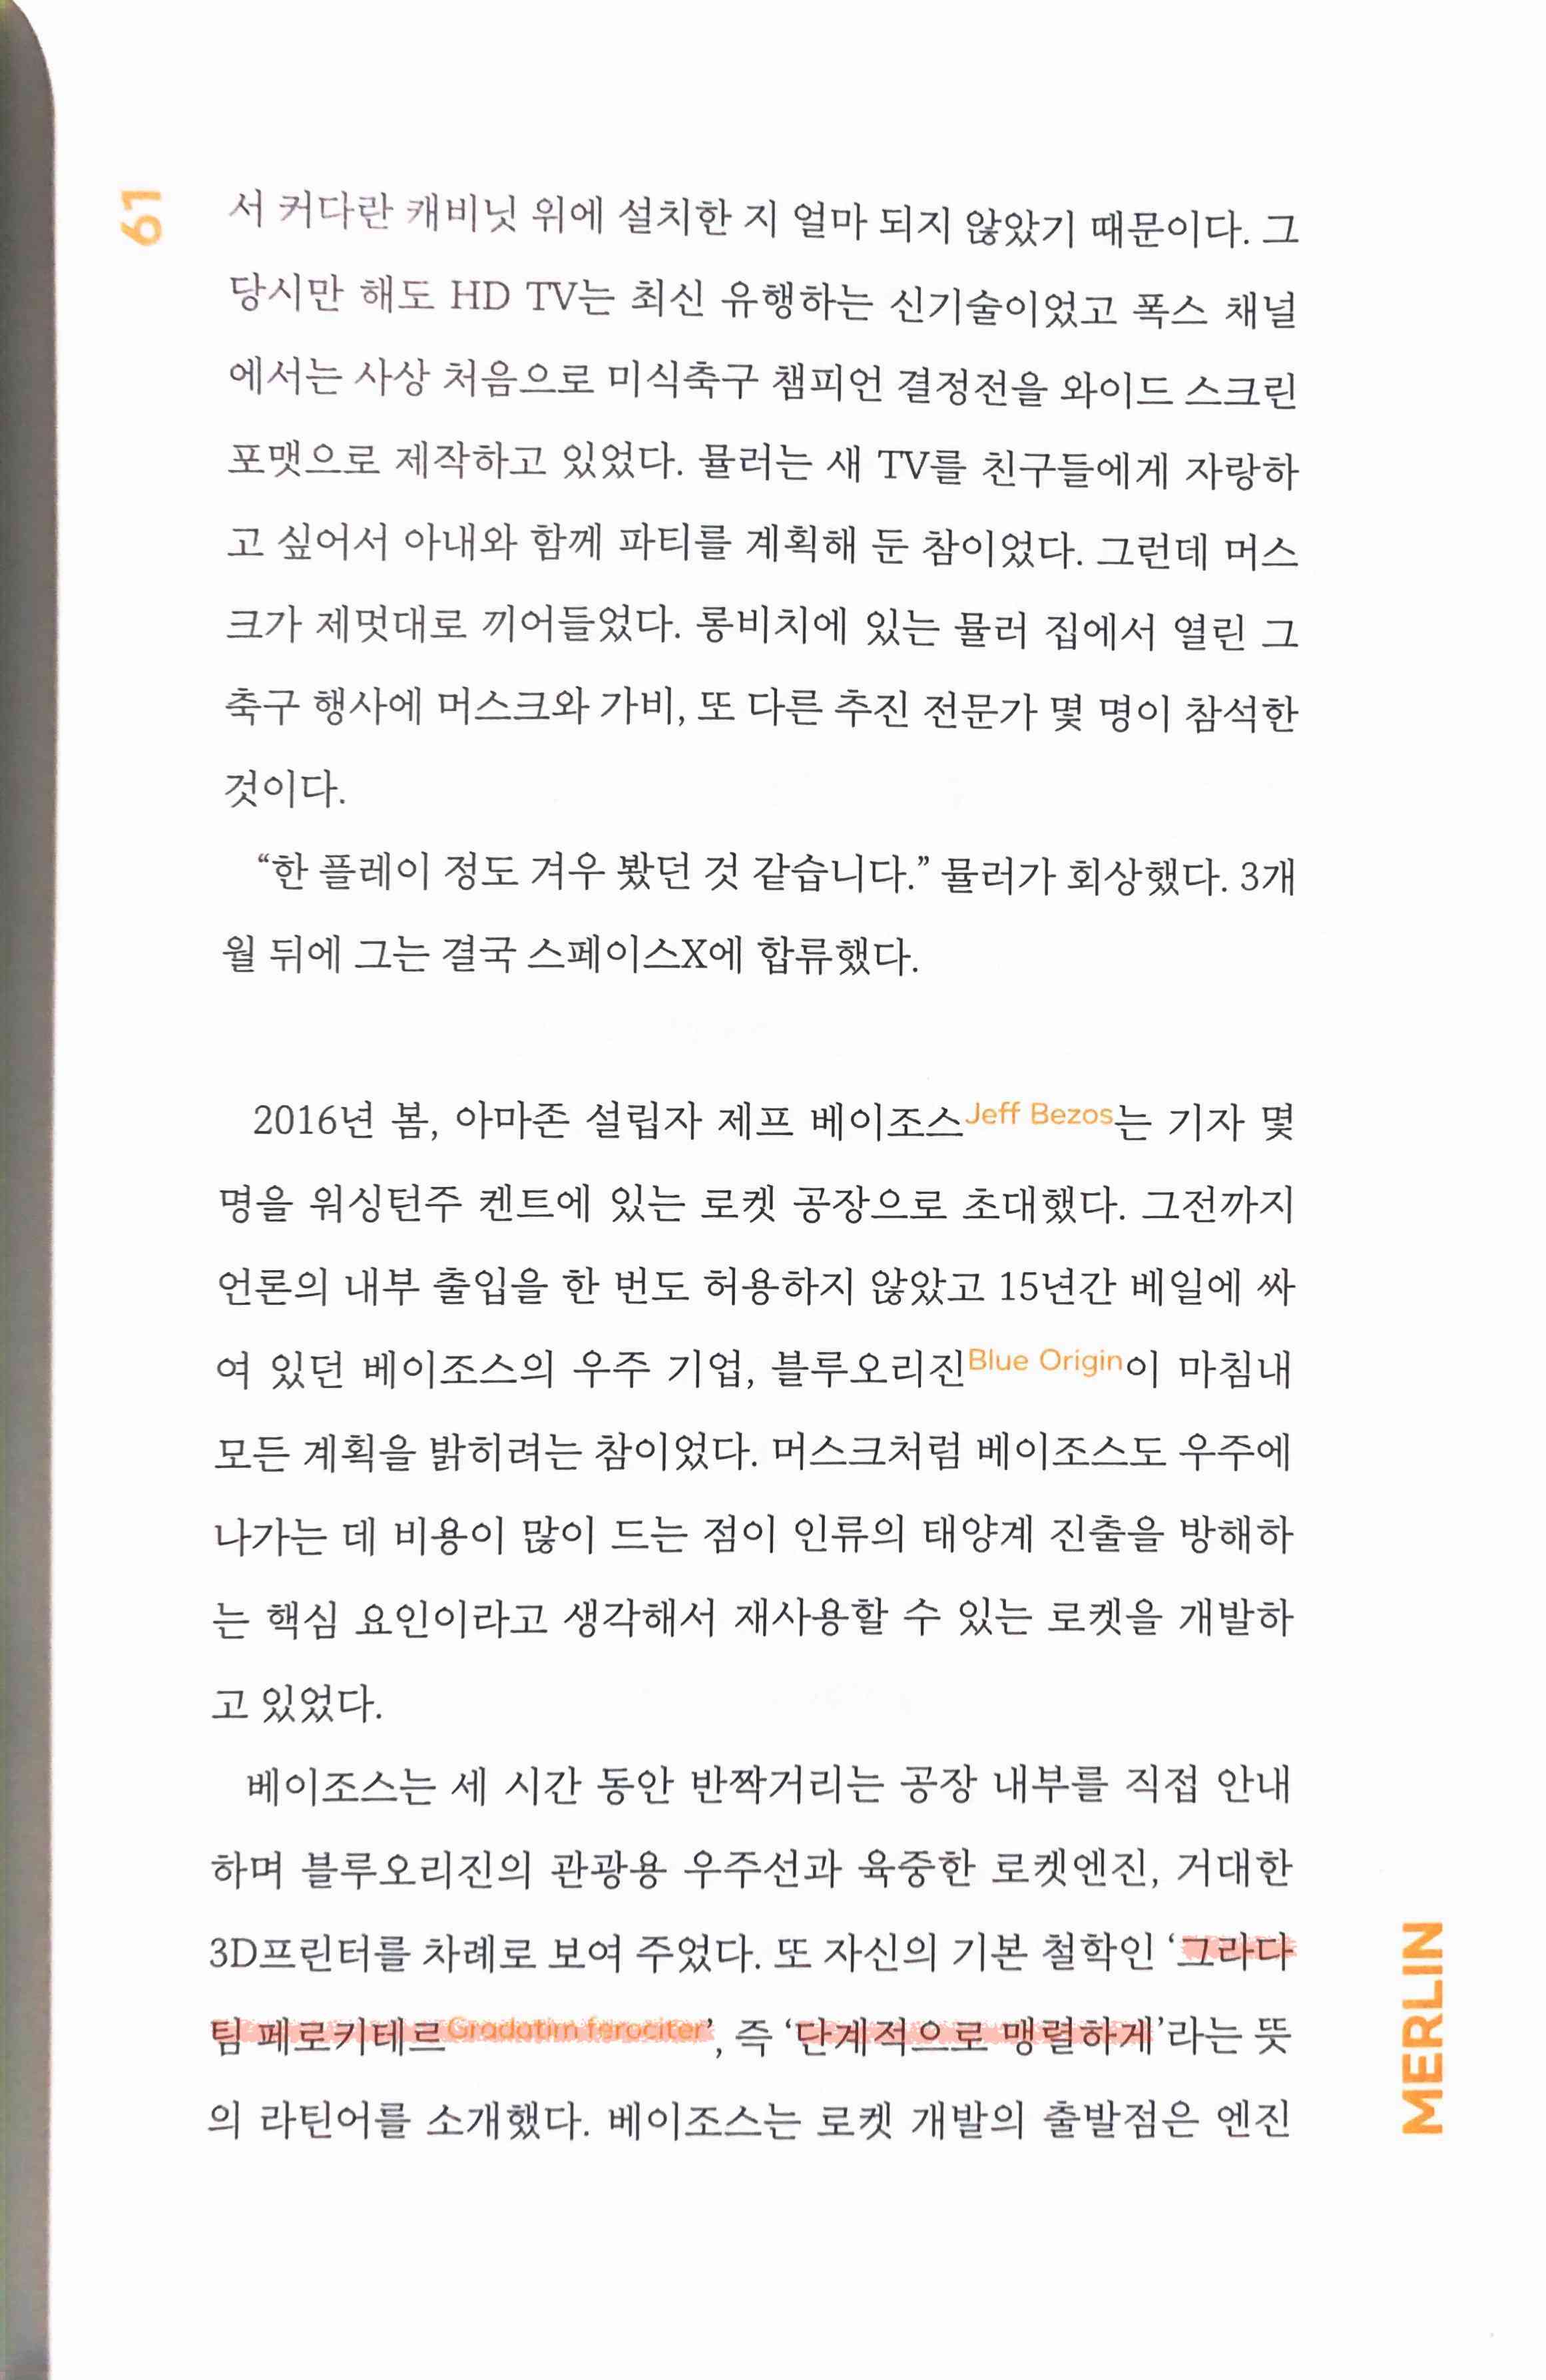 61
서 커다란 캐비닛 위에 설치한 지 얼마 되지 않았기 때문이다. 그
당시만 해도 HD TV는 최신 유행하는 신기술이었고 폭스 채널
에서는 사상 처음으로 미식축구 챔피언 결정전을 와이드 스크린
포맷으로 제작하고 있었다. 뮬러는 새 TV를 친구들에게 자랑하
고 싶어서 아내와 함께 파티를 계획해 둔 참이었다. 그런데 머스
크가 제멋대로 끼어들었다. 롱비치에 있는 뮬러 집에서 열린 그
축구 행사에 머스크와 가비, 또 다른 추진 전문가 몇 명이 참석한
것이다.
“한 플레이 정도 겨우 봤던 것 같습니다.” 뮬러가 회상했다. 3개
월 뒤에 그는 결국 스페이스X에 합류했다.
2016년 봄, 아마존 설립자 제프 베이조스Jeff Bezos는 기자 몇
명을 워싱턴주 켄트에 있는 로켓 공장으로 초대했다. 그전까지
언론의 내부 출입을 한 번도 허용하지 않았고 15년간 베일에 싸
여 있던 베이조스의 우주 기업, 블루오리진Blue Origin이 마침내
모든 계획을 밝히려는 참이었다. 머스크처럼 베이조스도 우주에
나가는 데 비용이 많이 드는 점이 인류의 태양계 진출을 방해하
는 핵심 요인이라고 생각해서 재사용할 수 있는 로켓을 개발하
고 있었다.
베이조스는 세 시간 동안 반짝거리는 공장 내부를 직접 안내
하며 블루오리진의 관광용 우주선과 육중한 로켓엔진, 거대한
3D프린터를 차례로 보여 주었다. 또 자신의 기본 철학인 ‘그라다
팀 페로키테르Gradatim ferociter’, 즉 ‘단계적으로 맹렬하게’라는 뜻
의 라틴어를 소개했다. 베이조스는 로켓 개발의 출발점은 엔진
MERLIN